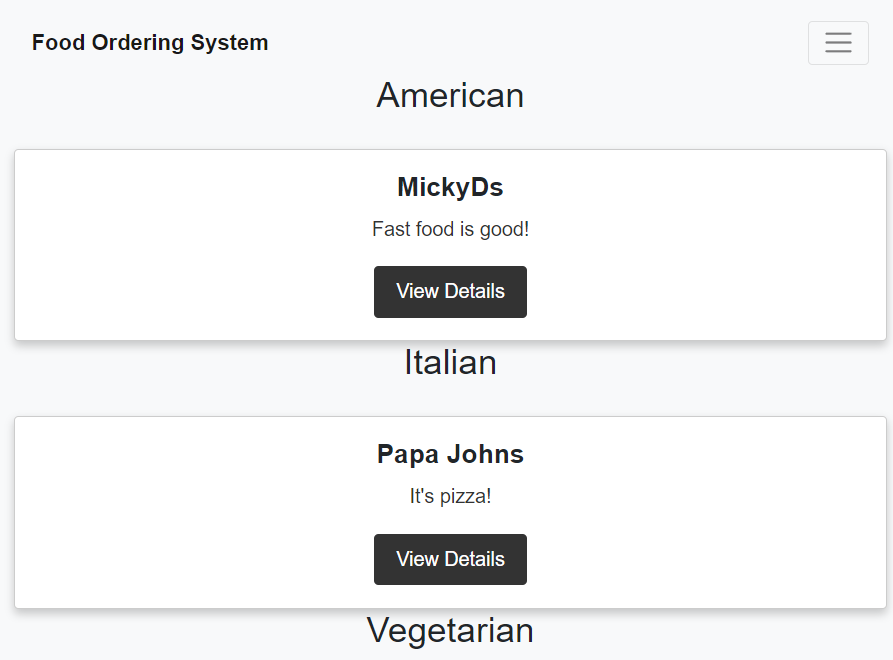 Food Ordering System
American
MickyDs
Fast food is good!
View Details
Italian
Papa Johns
It's pizza!
View Details
Vegetarian